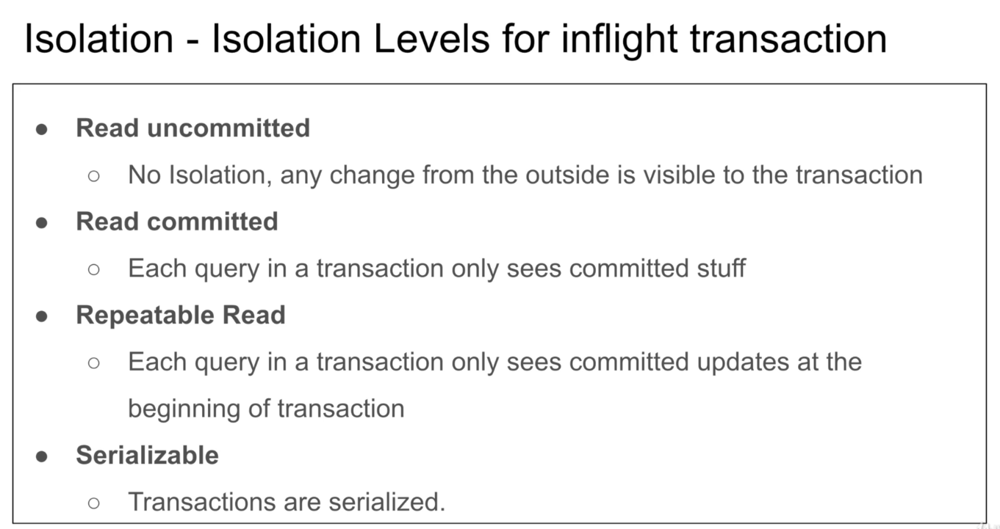 Isolation - Isolation Levels for inflight transaction
● Read uncommitted
○ No Isolation, any change from the outside is visible to the transaction
● Read committed
○ Each query in a transaction only sees committed stuff
● Repeatable Read
○ Each query in a transaction only sees committed updates at the
beginning of transaction
● Serializable
○ Transactions are serialized.